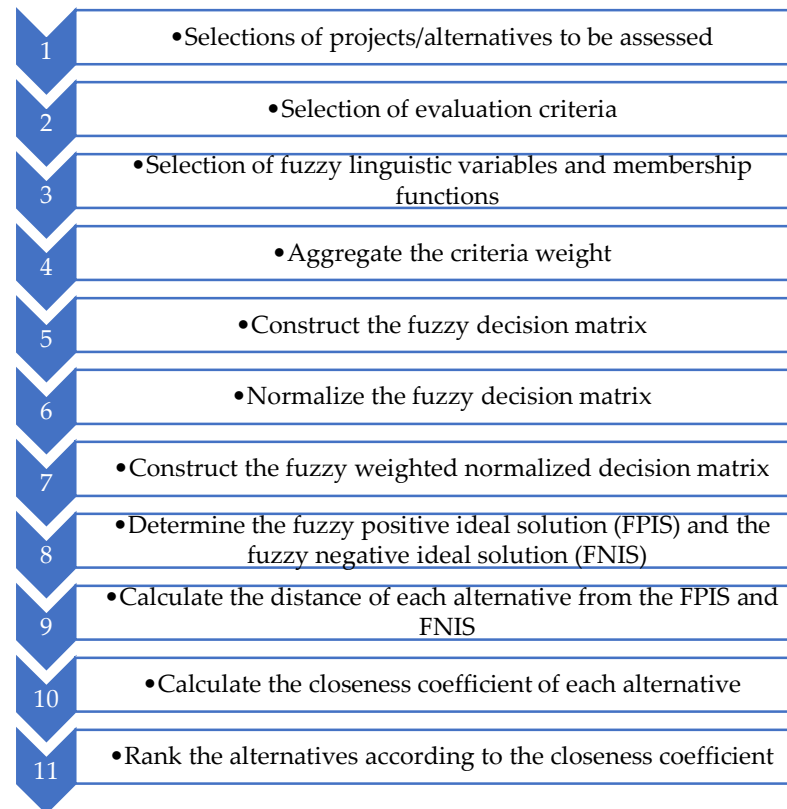 1
•Selections of projects/alternatives to be assessed
2
•Selection of evaluation criteria
3
•Selection of fuzzy linguistic variables and membership
functions
4
•Aggregate the criteria weight
5
•Construct the fuzzy decision matrix
6
•Normalize the fuzzy decision matrix
7
•Construct the fuzzy weighted normalized decision matrix
8
•Determine the fuzzy positive ideal solution (FPIS) and the
fuzzy negative ideal solution (FNIS)
9
•Calculate the distance of each alternative from the FPIS and
FNIS
10
•Calculate the closeness coefficient of each alternative
11
•Rank the alternatives according to the closeness coefficient